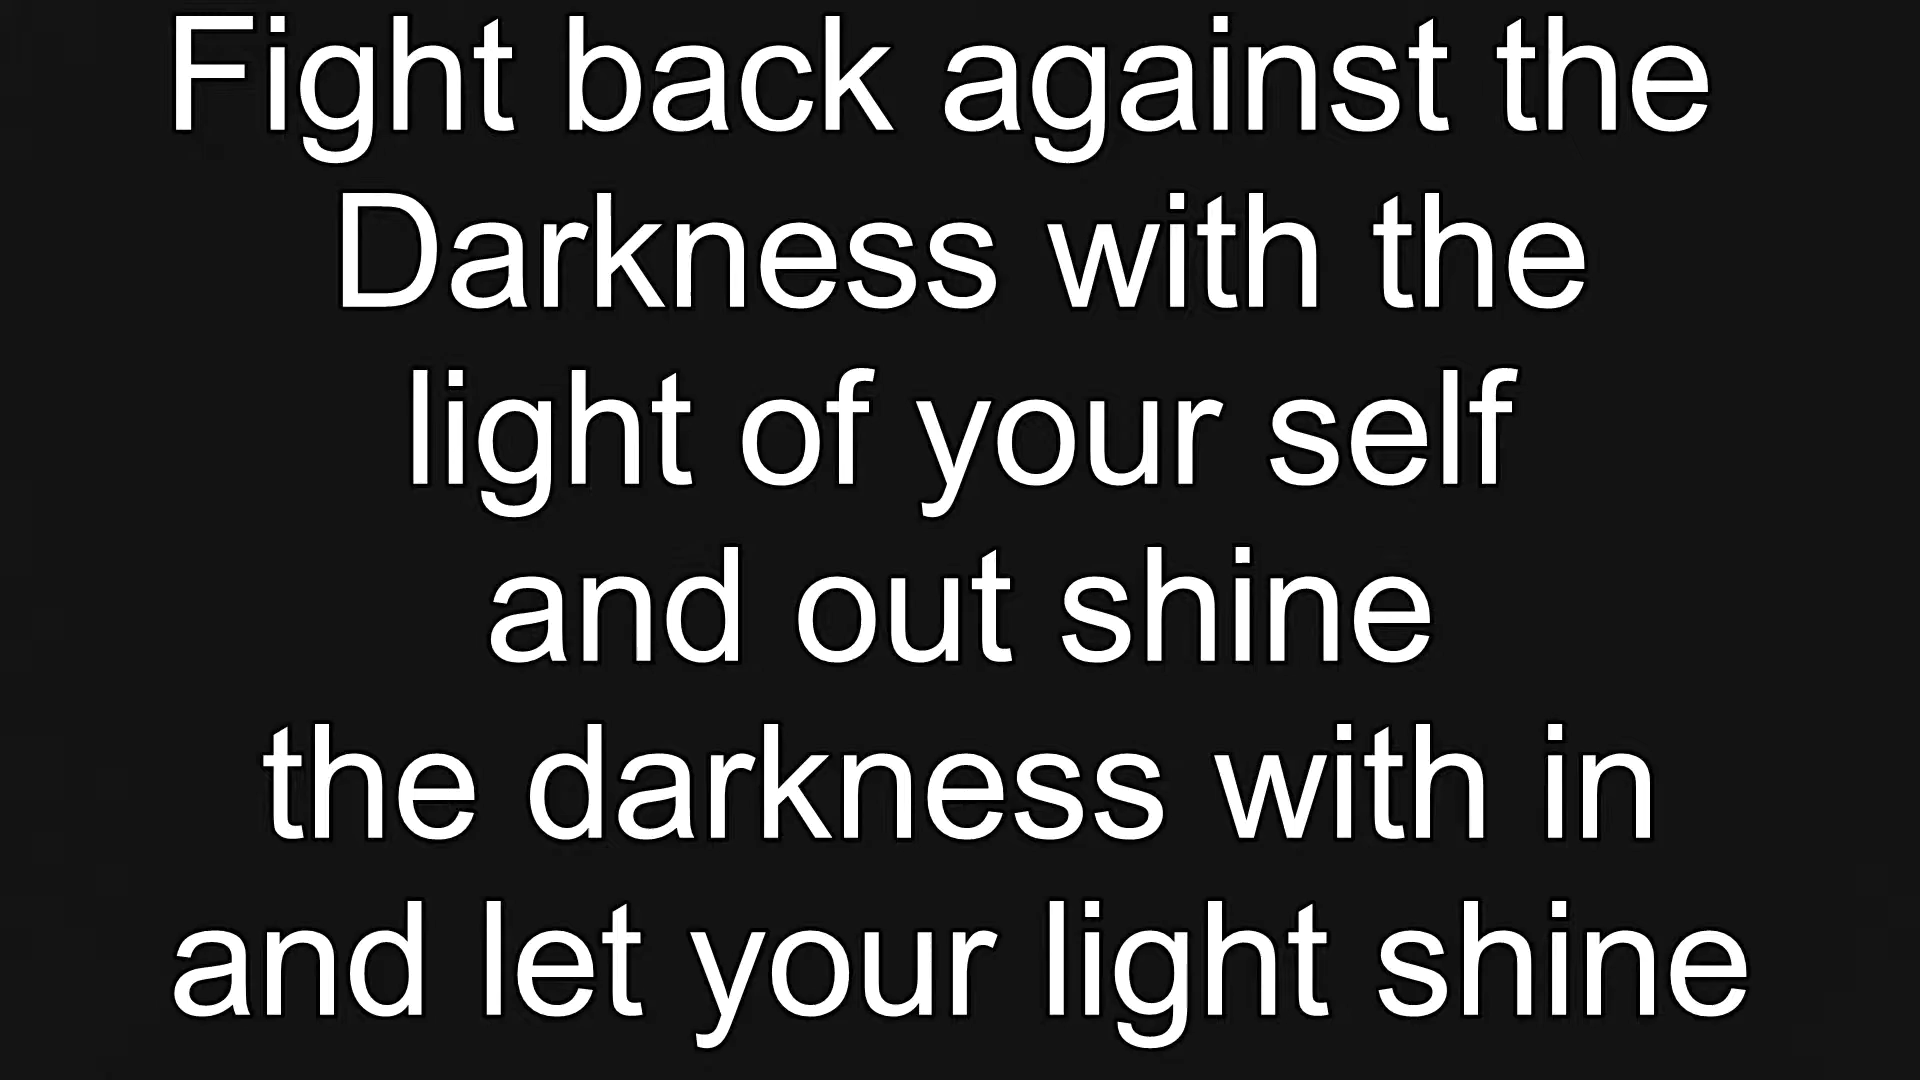 Fight back against the
Darkness with the
light of your self
and out shine
the darkness with in
and let your light shine